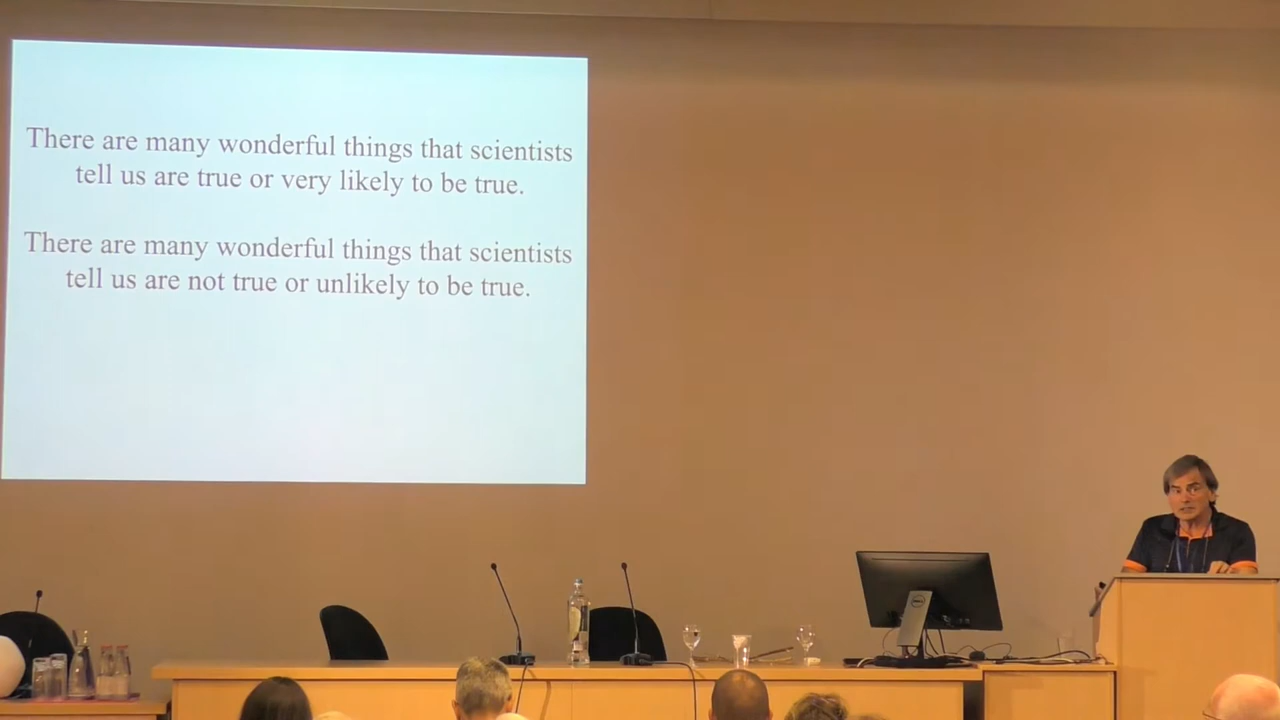 There are many wonderful things that scientists
tell us are true or very likely to be true.
There are many wonderful things that scientists
tell us are not true or unlikely to be true.
DELL